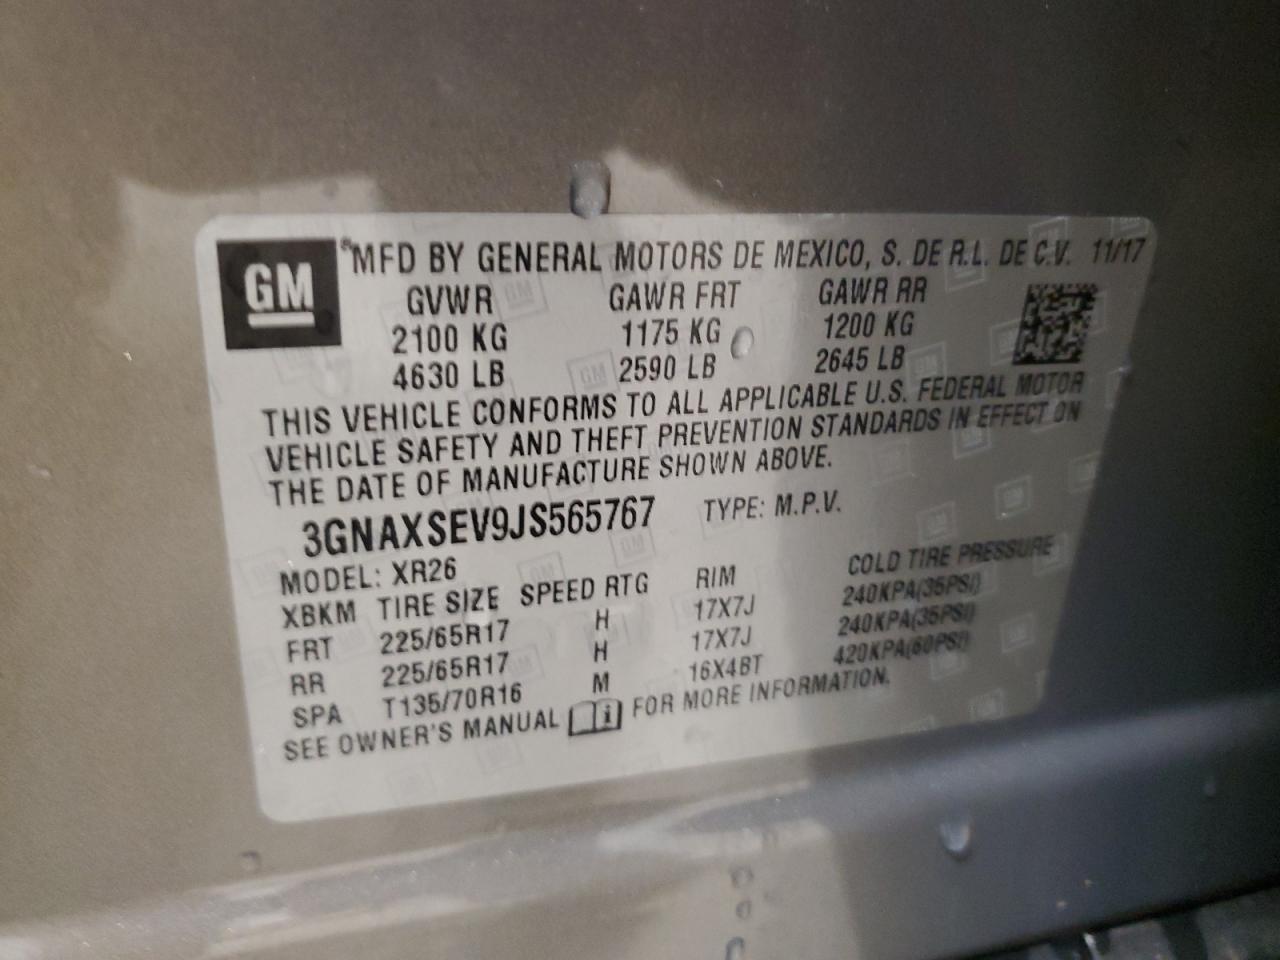 GM ® MFD BY GENERAL MOTORS DE MEXICO, S. DE R.L. DE C.V. 11/17
GVWR GAWR FRT GAWR RR
2100 KG 1175 KG 1200 KG
4630 LB 2590 LB 2645 LB
THIS VEHICLE CONFORMS TO ALL APPLICABLE U.S. FEDERAL MOTOR
VEHICLE SAFETY AND THEFT PREVENTION STANDARDS IN EFFECT ON
THE DATE OF MANUFACTURE SHOWN ABOVE.
3GNAXSEV9JS565767 TYPE: M.P.V.
MODEL: XR26
XBKM TIRE SIZE SPEED RTG RIM COLD TIRE PRESSURE
FRT 225/65R17 H 17X7J 240KPA(35PSI)
RR 225/65R17 H 17X7J 240KPA(35PSI)
SPA T135/70R16 M 16X4BT 420KPA(60PSI)
SEE OWNER'S MANUAL FOR MORE INFORMATION.